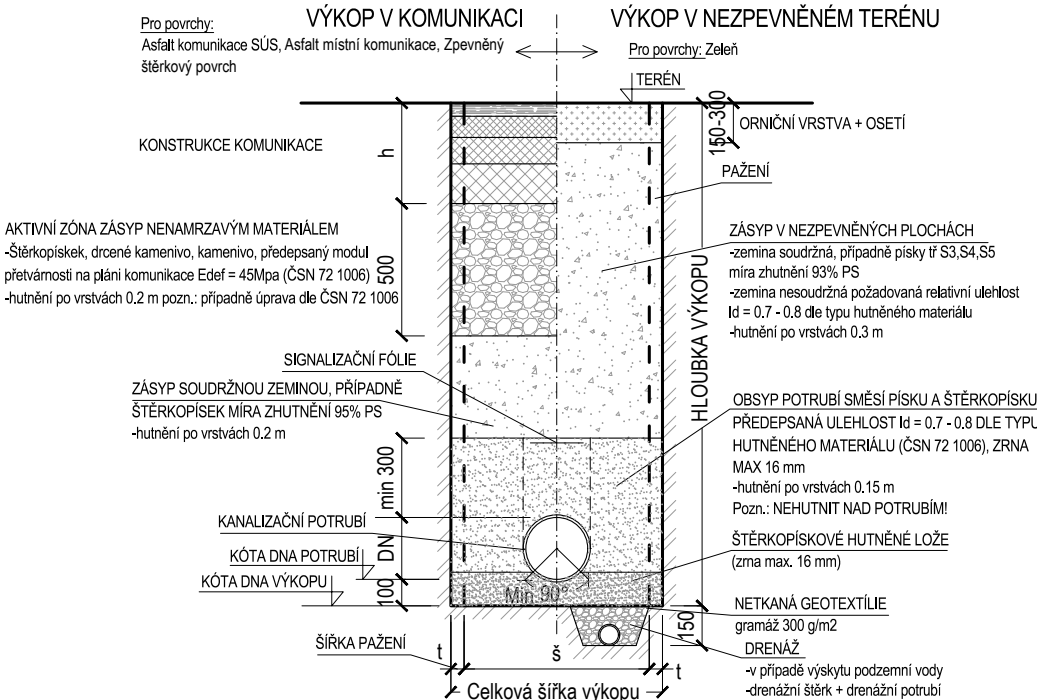 VÝKOP V KOMUNIKACI
VÝKOP V NEZPEVNĚNÉM TERÉNU
Pro povrchy:
Asfalt komunikace SÚS, Asfalt místní komunikace, Zpevněný
štěrkový povrch
Pro povrchy: Zeleň
TERÉN
150-300
ORNIČNÍ VRSTVA + OSETÍ
KONSTRUKCE KOMUNIKACE
h
PAŽENÍ
AKTIVNÍ ZÓNA ZÁSYP NENAMRZAVÝM MATERIÁLEM
-Štěrkopísek, drcené kamenivo, kamenivo, předepsaný modul
přetvárnosti na pláni komunikace Edef = 45Mpa (ČSN 72 1006)
-hutnění po vrstvách 0.2 m pozn.: případně úprava dle ČSN 72 1006
500
ZÁSYP V NEZPEVNĚNÝCH PLOCHÁCH
-zemina soudržná, případně písky tř S3,S4,S5
míra zhutnění 93% PS
-zemina nesoudržná požadovaná relativní ulehlost
Id = 0.7 - 0.8 dle typu hutněného materiálu
-hutnění po vrstvách 0.3 m
HLOUBKA VÝKOPU
SIGNALIZAČNÍ FÓLIE
ZÁSYP SOUDRŽNOU ZEMINOU, PŘÍPADNĚ
ŠTĚRKOPÍSEK MÍRA ZHUTNĚNÍ 95% PS
-hutnění po vrstvách 0.2 m
OBSYP POTRUBÍ SMĚSÍ PÍSKU A ŠTĚRKOPÍSKU
PŘEDEPSANÁ ULEHLOST Id = 0.7 - 0.8 DLE TYPU
HUTNĚNÉHO MATERIÁLU (ČSN 72 1006), ZRNA
MAX 16 mm
-hutnění po vrstvách 0.15 m
Pozn.: NEHUTNIT NAD POTRUBÍM!
min 300
KANALIZAČNÍ POTRUBÍ
DN
KÓTA DNA POTRUBÍ
KÓTA DNA VÝKOPU
100
Min 90°
ŠTĚRKOPÍSKOVÉ HUTNĚNÉ LOŽE
(zrna max. 16 mm)
NETKANÁ GEOTEXTÍLIE
gramáž 300 g/m2
150
DRENÁŽ
-v případě výskytu podzemní vody
-drenážní štěrk + drenážní potrubí
ŠÍŘKA PAŽENÍ
t
š
t
Celková šířka výkopu